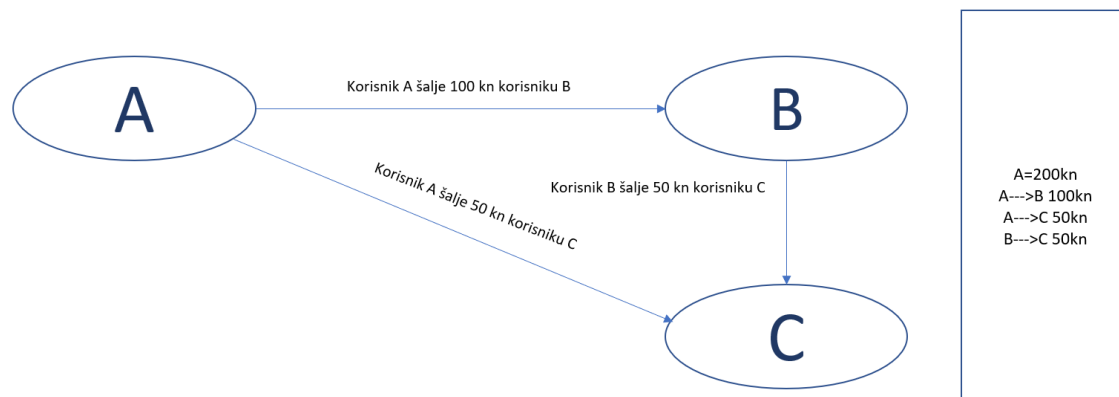 A
Korisnik A šalje 100 kn korisniku B
B
Korisnik A šalje 50 kn korisniku C
Korisnik B šalje 50 kn korisniku C
C
A=200kn
A--->B 100kn
A--->C 50kn
B--->C 50kn